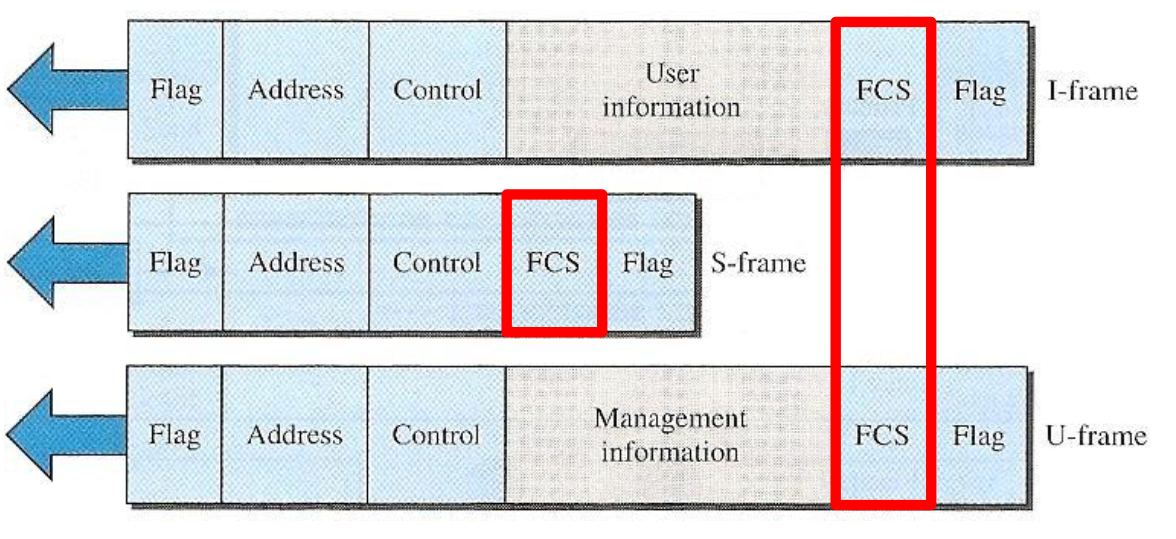 Flag Address Control User information FCS Flag I-frame
Flag Address Control FCS Flag S-frame
Flag Address Control Management information FCS Flag U-frame